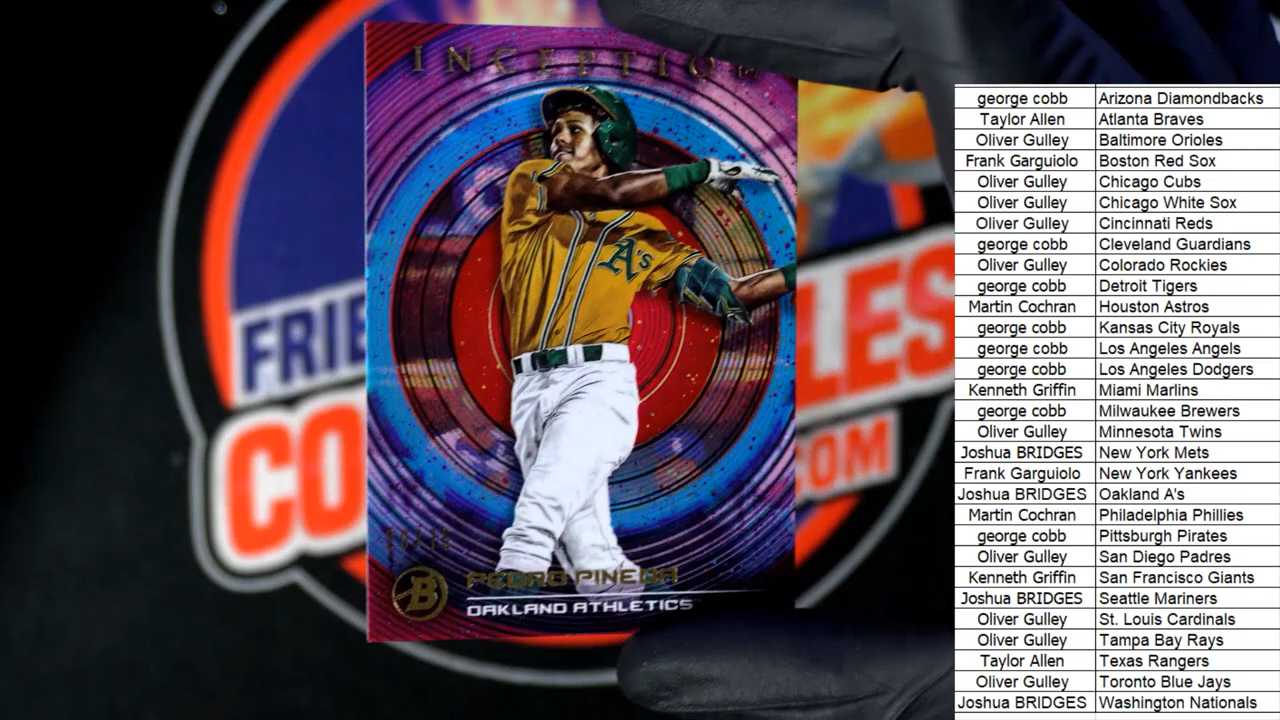 INCEPTION
A's
FRIE
CO
LES
COM
B
PEDRO PINEDA
OAKLAND ATHLETICS
george cobb Arizona Diamondbacks
Taylor Allen Atlanta Braves
Oliver Gulley Baltimore Orioles
Frank Garguiolo Boston Red Sox
Oliver Gulley Chicago Cubs
Oliver Gulley Chicago White Sox
Oliver Gulley Cincinnati Reds
george cobb Cleveland Guardians
Oliver Gulley Colorado Rockies
george cobb Detroit Tigers
Martin Cochran Houston Astros
george cobb Kansas City Royals
george cobb Los Angeles Angels
george cobb Los Angeles Dodgers
Kenneth Griffin Miami Marlins
george cobb Milwaukee Brewers
Oliver Gulley Minnesota Twins
Joshua BRIDGES New York Mets
Frank Garguiolo New York Yankees
Joshua BRIDGES Oakland A's
Martin Cochran Philadelphia Phillies
george cobb Pittsburgh Pirates
Oliver Gulley San Diego Padres
Kenneth Griffin San Francisco Giants
Joshua BRIDGES Seattle Mariners
Oliver Gulley St. Louis Cardinals
Oliver Gulley Tampa Bay Rays
Taylor Allen Texas Rangers
Oliver Gulley Toronto Blue Jays
Joshua BRIDGES Washington Nationals